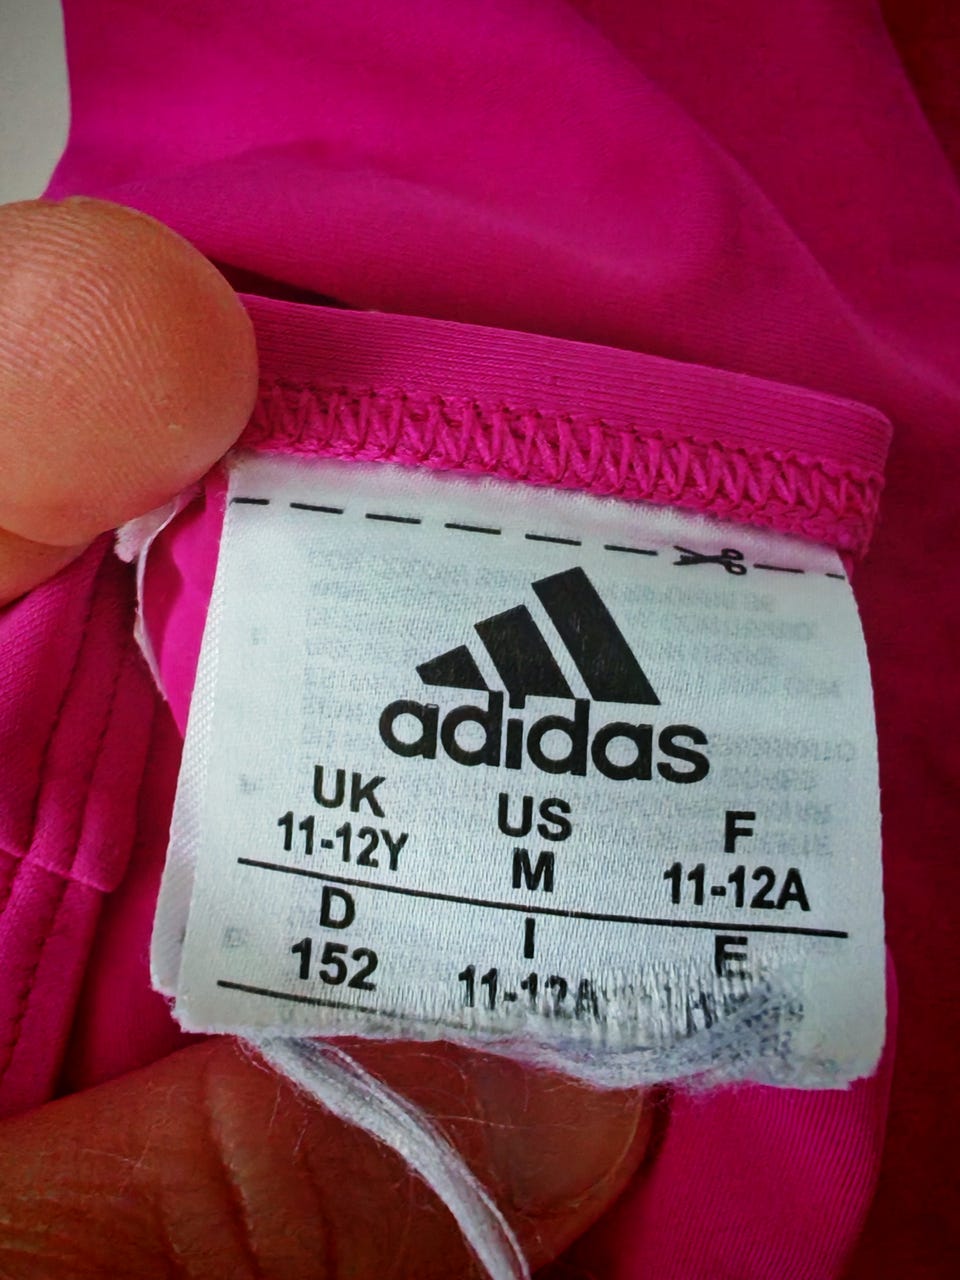 adidas
UK US F
11-12Y M 11-12A
D I E
152 11-12A